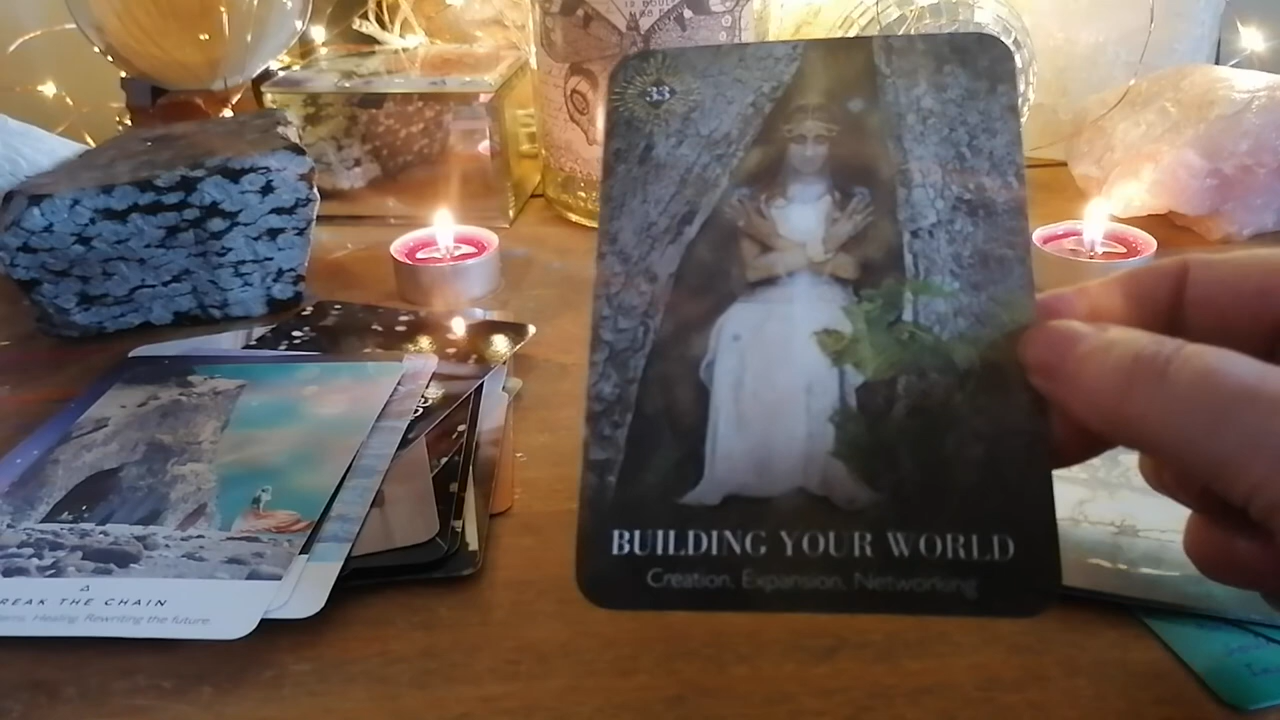 33
BUILDING YOUR WORLD
Creation. Expansion. Networking
REAK THE CHAIN
Healing. Rewriting the future.